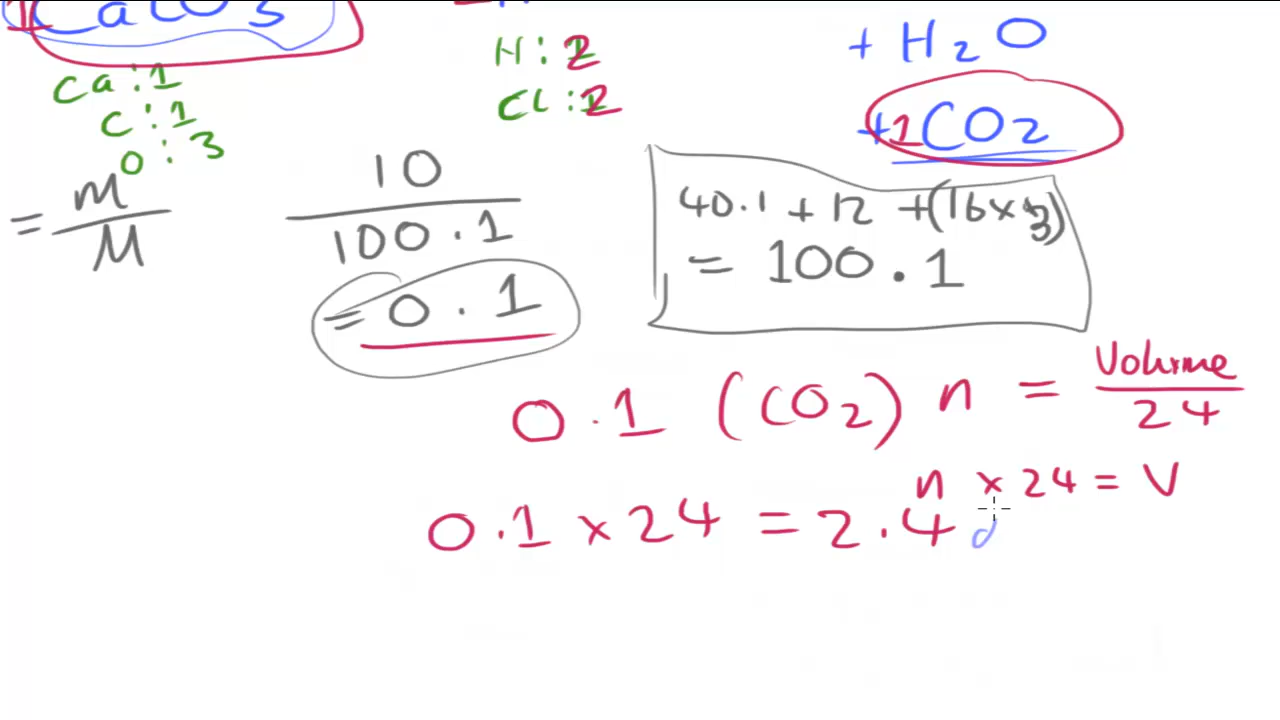 1CaCO3
+ H2O
Ca : 1
C : 1
O : 3
H : 2
Cl : 2
+ 1CO2
= m / M
10 / 100.1
= 0.1
40.1 + 12 + (16 x 3)
= 100.1
0.1 (CO2) n = Volume / 24
n x 24 = V
0.1 x 24 = 2.4 d